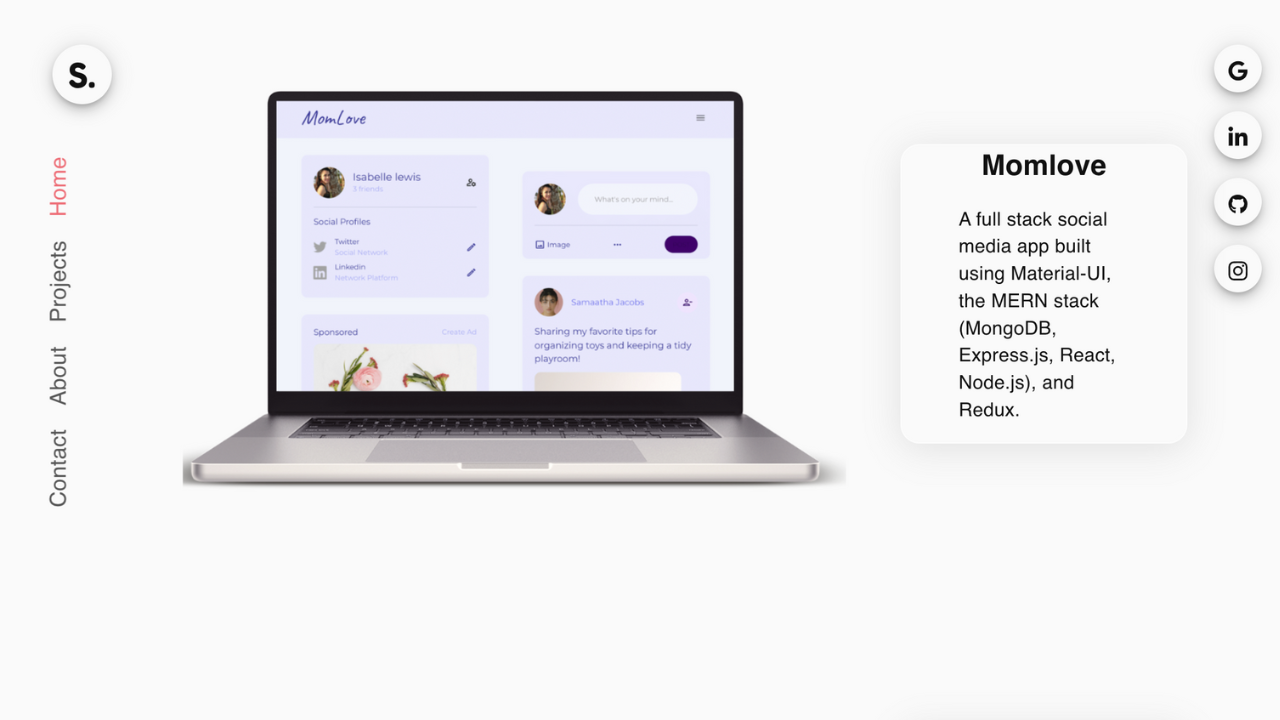 S.
Home
Projects
About
Contact
MomLove
Isabelle lewis
3 friends
Social Profiles
Twitter
Social Network
Linkedin
Network Platform
Sponsored
Create Ad
What's on your mind...
Image
Samaatha Jacobs
Sharing my favorite tips for
organizing toys and keeping a tidy
playroom!
Momlove
A full stack social
media app built
using Material-UI,
the MERN stack
(MongoDB,
Express.js, React,
Node.js), and
Redux.
G
in